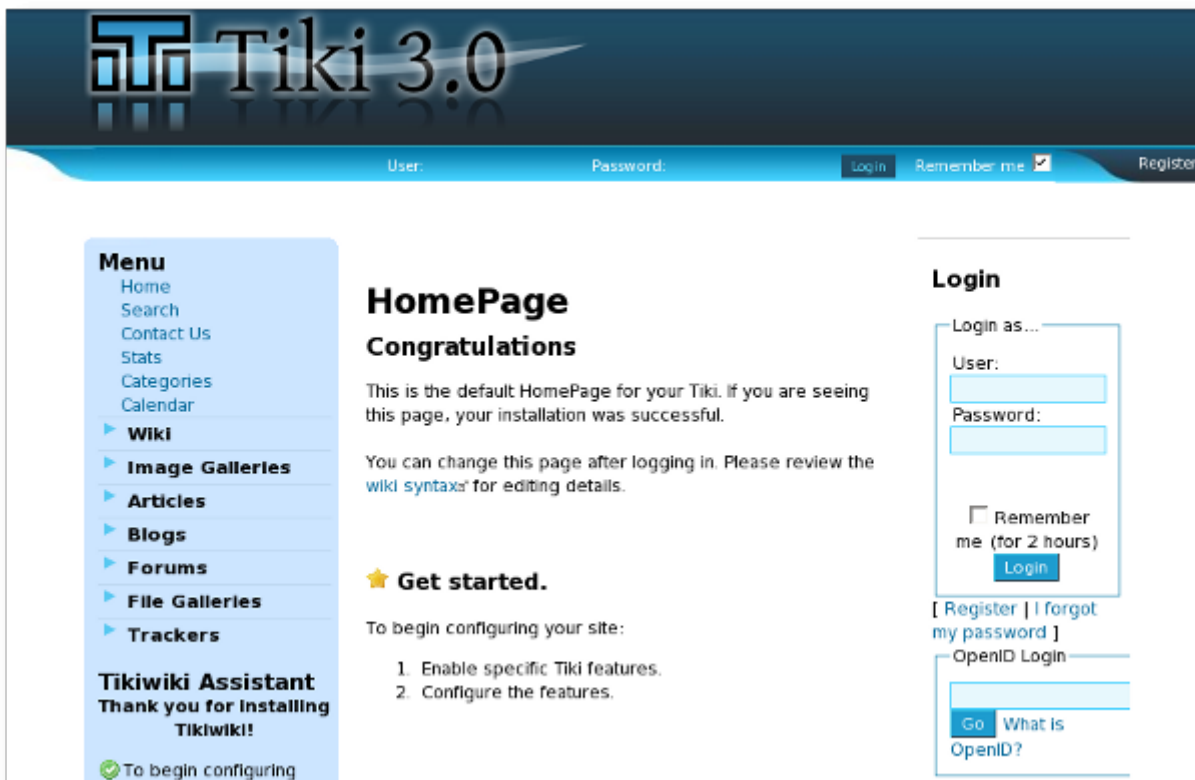 Tiki 3.0
User:
Password:
Login
Remember me
Register
Menu
Home
Search
Contact Us
Stats
Categories
Calendar
Wiki
Image Galleries
Articles
Blogs
Forums
File Galleries
Trackers
Tikiwiki Assistant
Thank you for installing
Tikiwiki!
To begin configuring
HomePage
Congratulations
This is the default HomePage for your Tiki. If you are seeing
this page, your installation was successful.
You can change this page after logging in. Please review the
wiki syntax for editing details.
Get started.
To begin configuring your site:
1. Enable specific Tiki features.
2. Configure the features.
Login
Login as...
User:
Password:
Remember
me (for 2 hours)
Login
[ Register | I forgot
my password ]
OpenID Login
Go What is
OpenID?